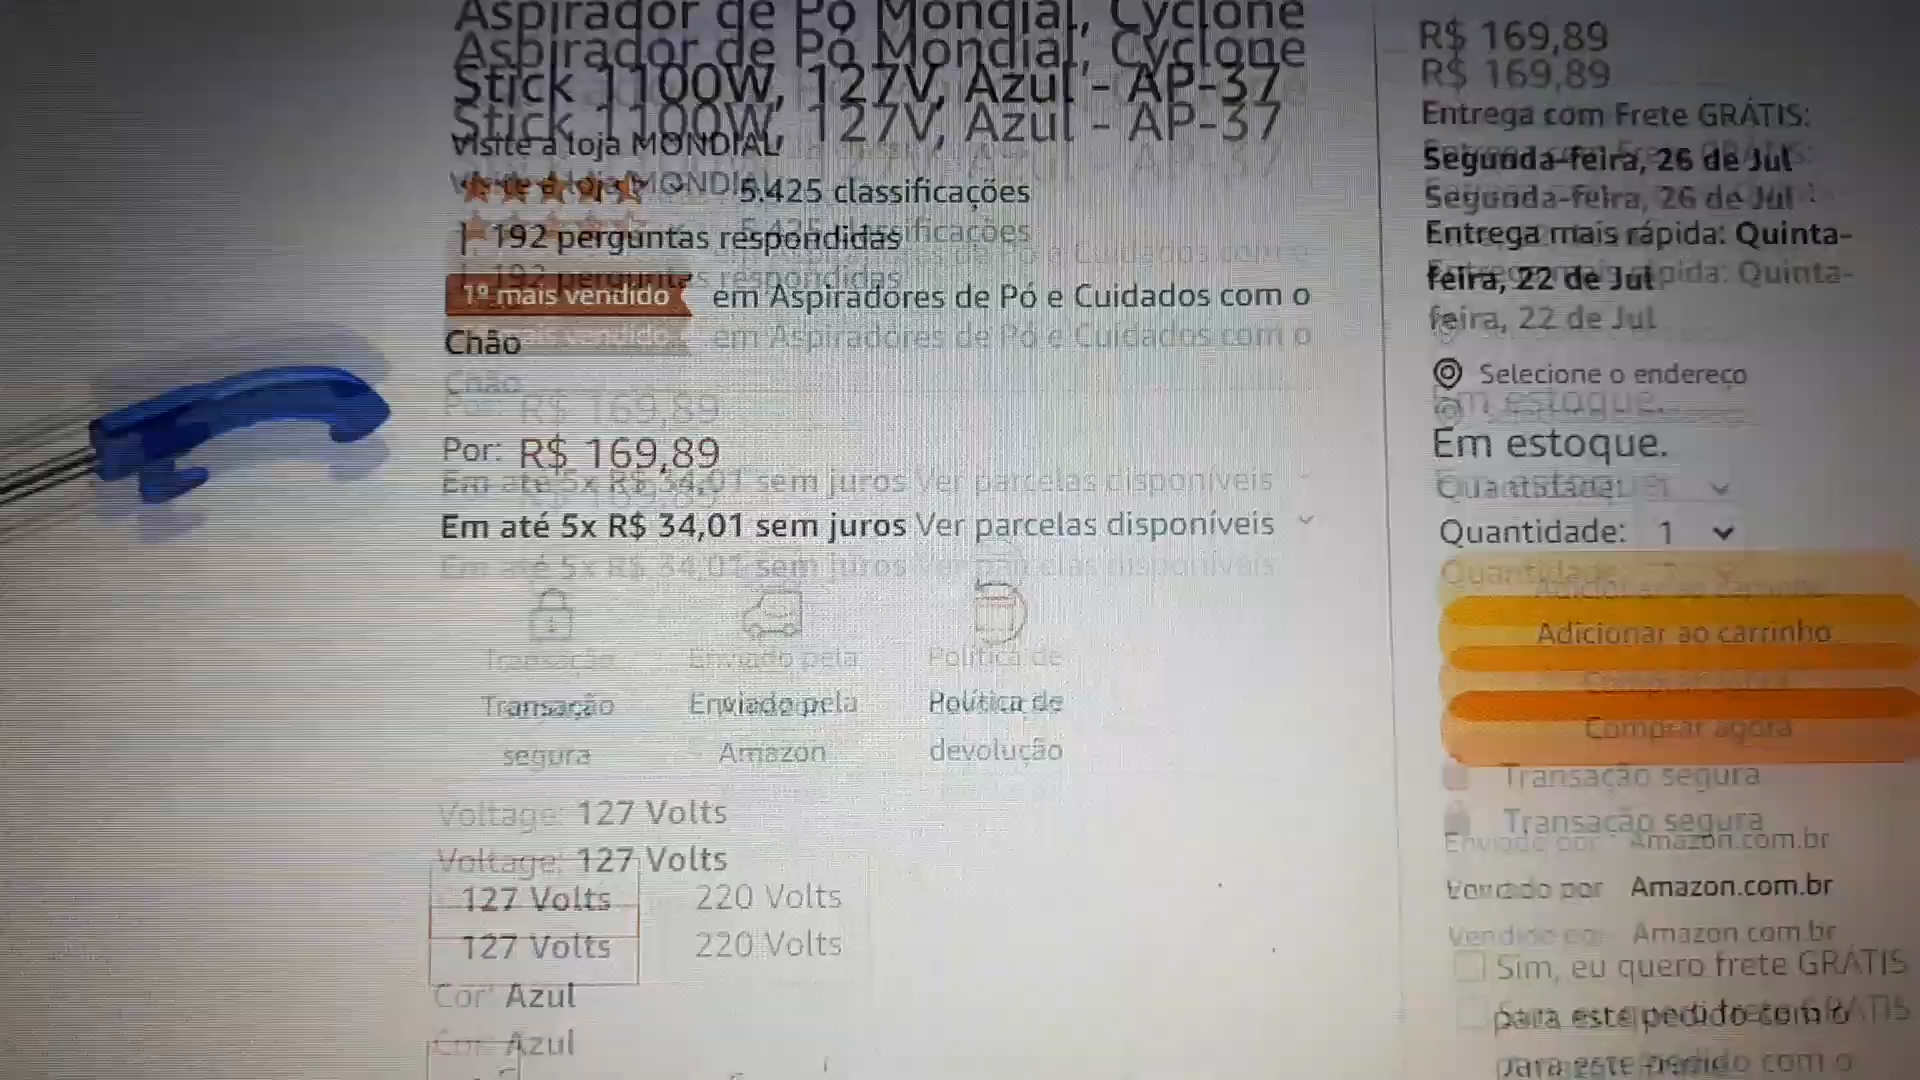 Aspirador de Pó Mondial, Cyclone
Stick 1100W, 127V, Azul - AP-37
Visite a loja MONDIAL
5.425 classificações
| 192 perguntas respondidas
1º mais vendido em Aspiradores de Pó e Cuidados com o
Chão
Por: R$ 169,89
Em até 5x R$ 34,01 sem juros Ver parcelas disponíveis
Transação
segura
Enviado pela
Amazon
Política de
devolução
Voltage: 127 Volts
127 Volts 220 Volts
Cor: Azul
R$ 169,89
Entrega com Frete GRÁTIS:
Segunda-feira, 26 de Jul
Entrega mais rápida: Quinta-
feira, 22 de Jul
Selecione o endereço
Em estoque.
Quantidade: 1
Adicionar ao carrinho
Comprar agora
Transação segura
Enviado por Amazon.com.br
Vendido por Amazon.com.br
Sim, eu quero frete GRÁTIS
para este pedido com o